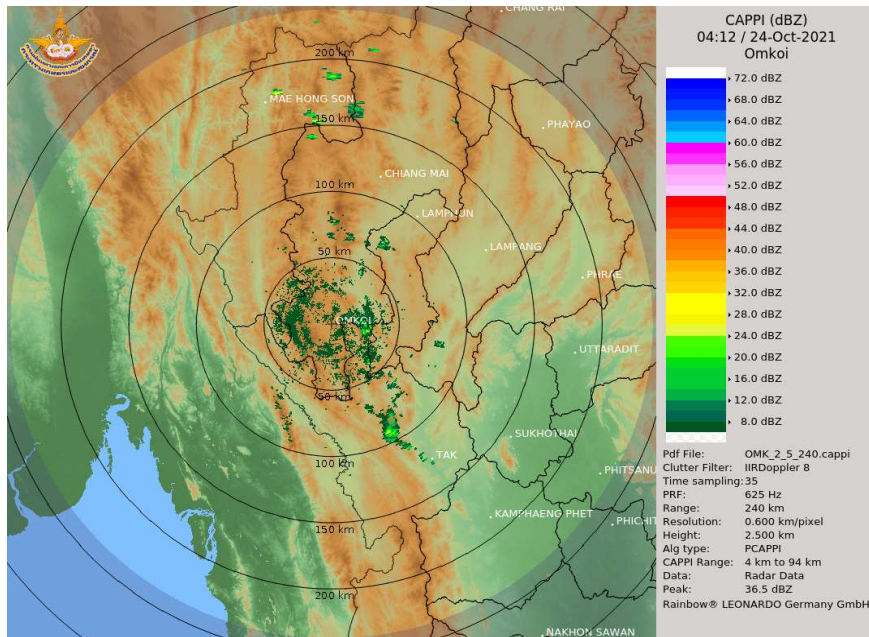 CHANG RAI
200 km
MAE HONG SON
150 km
PHAYAO
CHIANG MAI
100 km
LAMPHUN
50 km
LAMPANG
PHRAE
OMKOI
UTTARADIT
50 km
SUKHOTHAI
TAK
100 km
PHITSANU
KAMPHAENG PHET
PHICHIT
150 km
200 km
NAKHON SAWAN
CAPPI (dBZ)
04:12 / 24-Oct-2021
Omkoi
72.0 dBZ
68.0 dBZ
64.0 dBZ
60.0 dBZ
56.0 dBZ
52.0 dBZ
48.0 dBZ
44.0 dBZ
40.0 dBZ
36.0 dBZ
32.0 dBZ
28.0 dBZ
24.0 dBZ
20.0 dBZ
16.0 dBZ
12.0 dBZ
8.0 dBZ
Pdf File: OMK_2_5_240.cappi
Clutter Filter: IIRDoppler 8
Time sampling:35
PRF: 625 Hz
Range: 240 km
Resolution: 0.600 km/pixel
Height: 2.500 km
Alg type: PCAPPI
CAPPI Range: 4 km to 94 km
Data: Radar Data
Peak: 36.5 dBZ
Rainbow® LEONARDO Germany GmbH